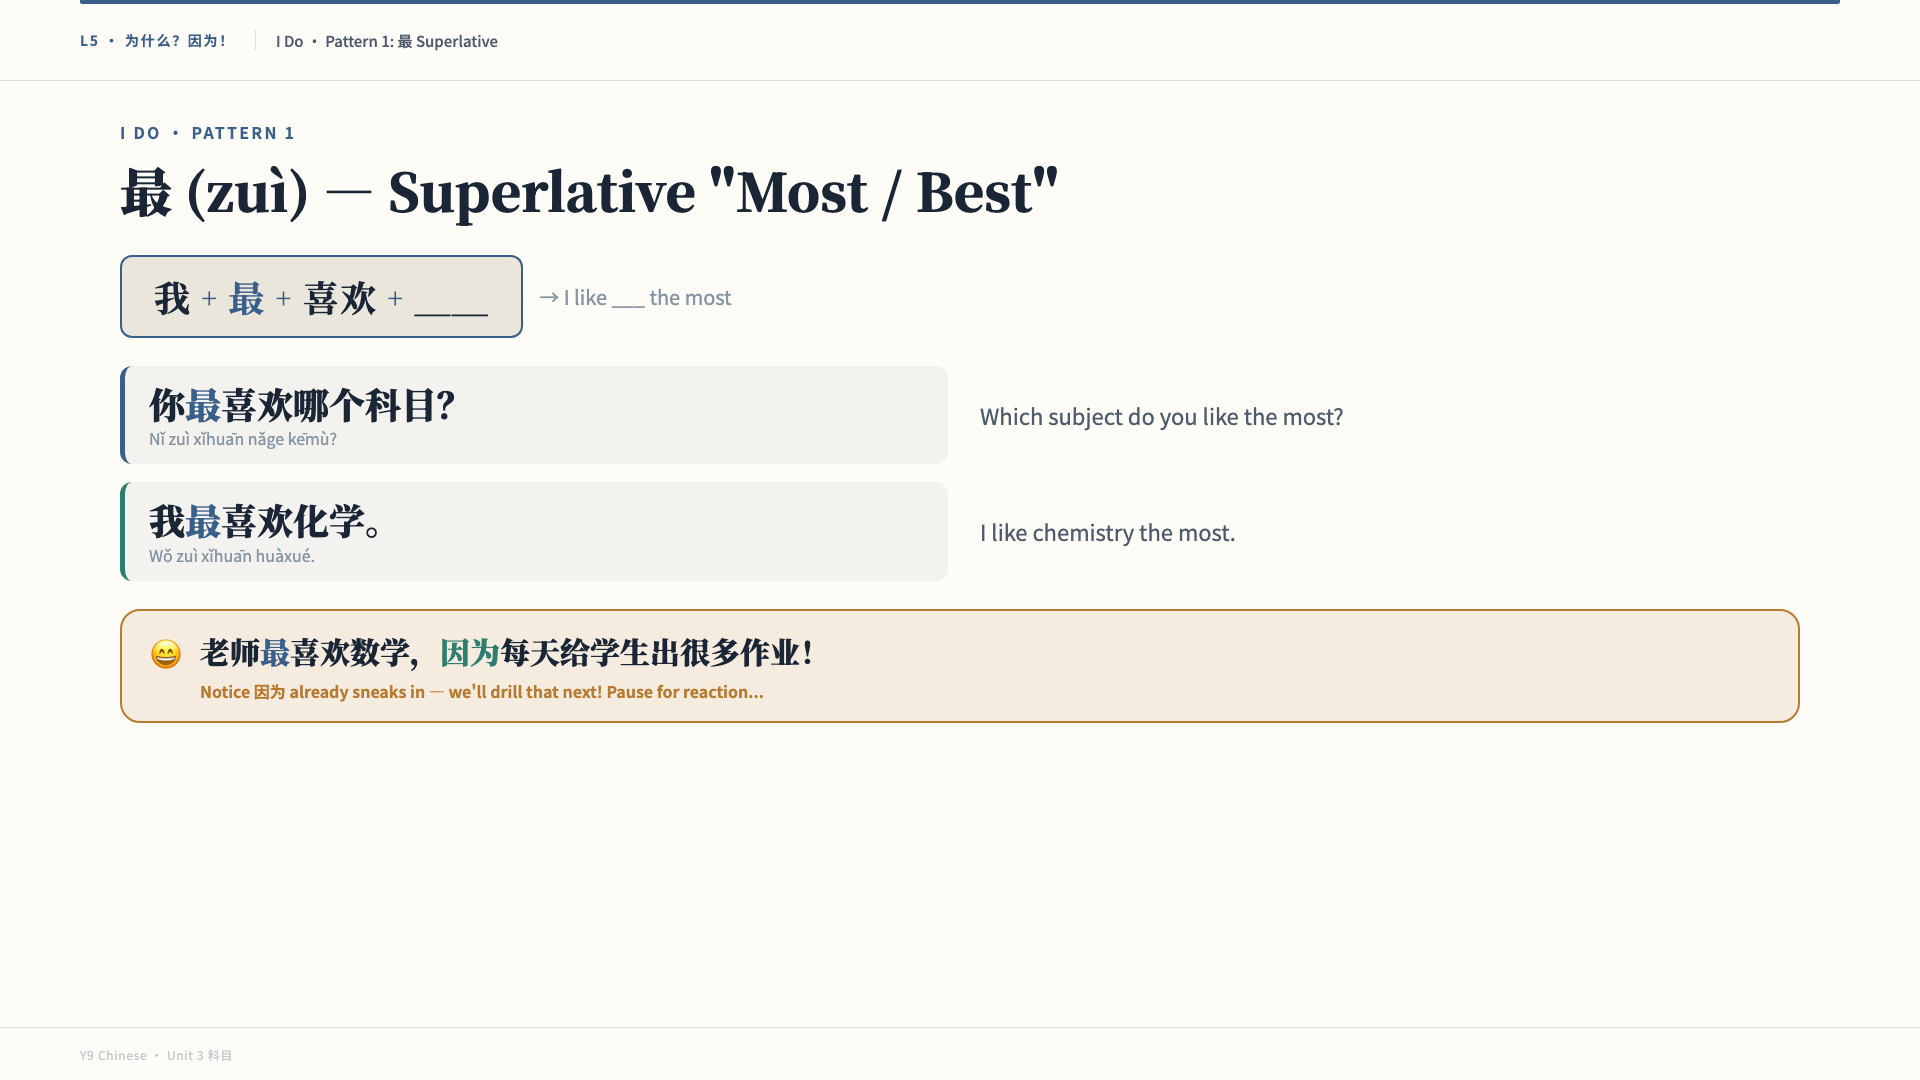 L5 • 为什么？因为！
I Do • Pattern 1: 最 Superlative
I DO • PATTERN 1
最 (zuì) — Superlative "Most / Best"
我 + 最 + 喜欢 + ____
→ I like ___ the most
你最喜欢哪个科目？
Nǐ zuì xǐhuān nǎge kēmù?
Which subject do you like the most?
我最喜欢化学。
Wǒ zuì xǐhuān huàxué.
I like chemistry the most.
😄 老师最喜欢数学，因为每天给学生出很多作业！
Notice 因为 already sneaks in — we'll drill that next! Pause for reaction...
Y9 Chinese • Unit 3 科目